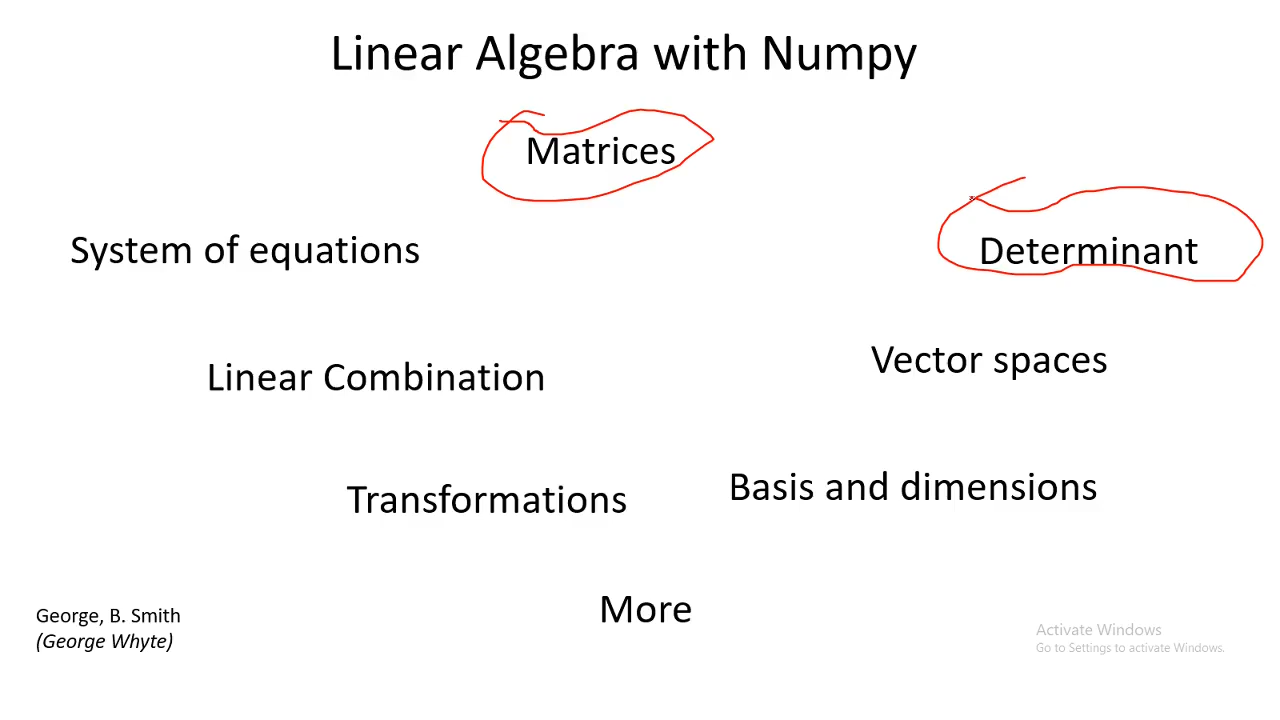 Linear Algebra with Numpy
Matrices
System of equations
Determinant
Linear Combination
Vector spaces
Transformations
Basis and dimensions
More
George, B. Smith
(George Whyte)
Activate Windows
Go to Settings to activate Windows.